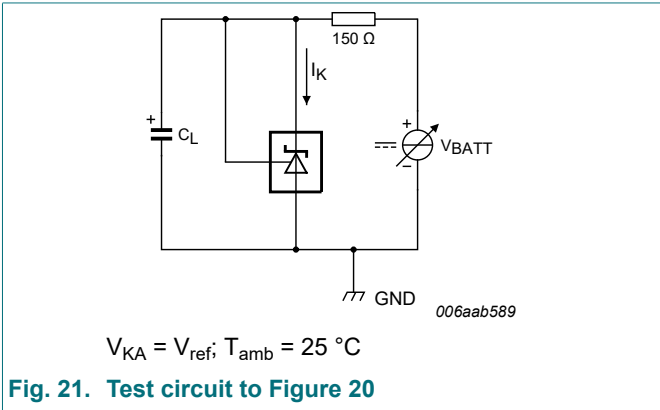 150 Ω
I_K
+
C_L
+
V_BATT
−
GND
006aab589
V_KA = V_ref; T_amb = 25 °C
Fig. 21. Test circuit to Figure 20